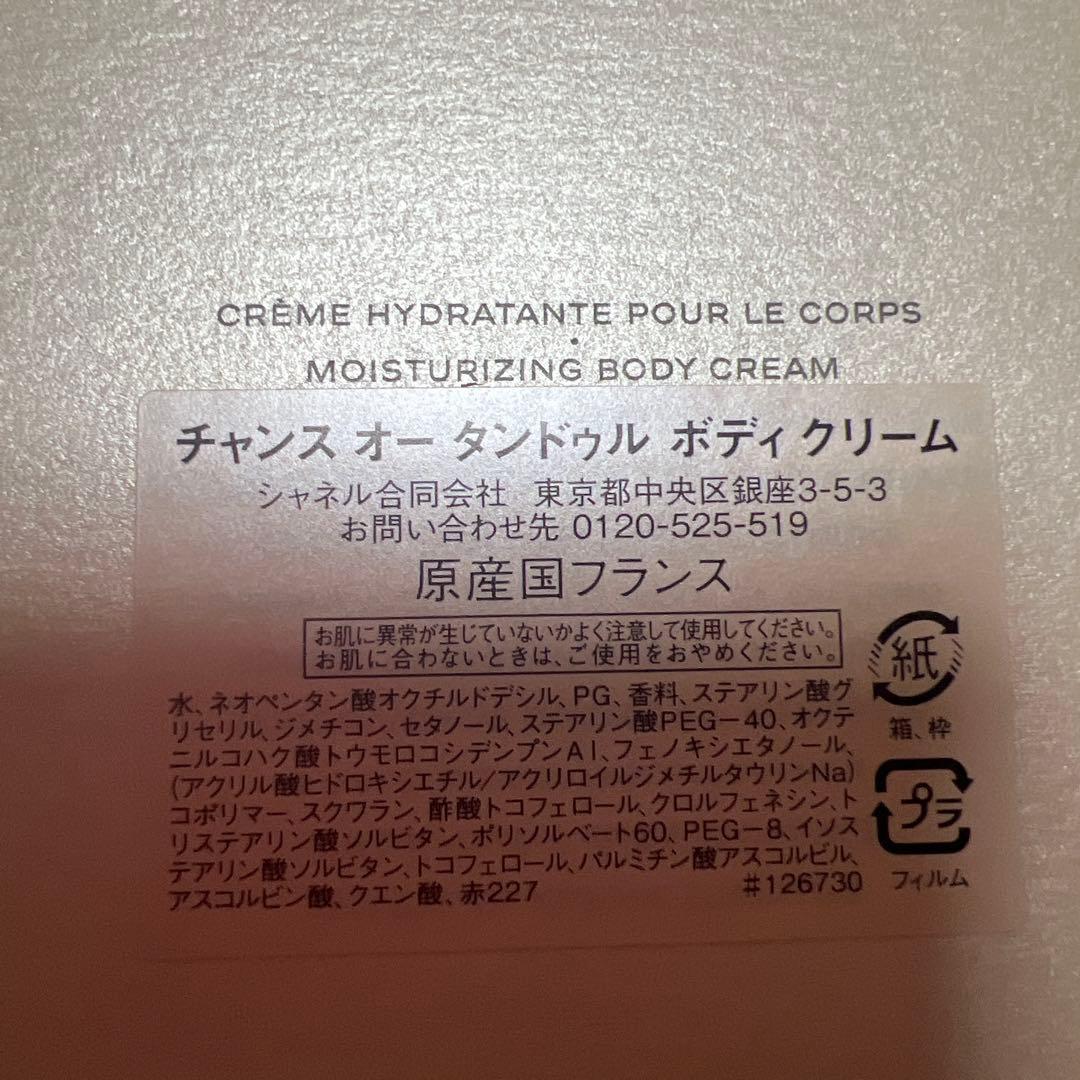 CRÈME HYDRATANTE POUR LE CORPS
·
MOISTURIZING BODY CREAM
チャンス オー タンドゥル ボディ クリーム
シャネル合同会社 東京都中央区銀座3-5-3
お問い合わせ先 0120-525-519
原産国フランス
お肌に異常が生じていないかよく注意して使用してください。
お肌に合わないときは、ご使用をおやめください。
水、ネオペンタン酸オクチルドデシル、PG、香料、ステアリン酸グ
リセリル、ジメチコン、セタノール、ステアリン酸PEG-40、オクテ
ニルコハク酸トウモロコシデンプンAl、フェノキシエタノール、
(アクリル酸ヒドロキシエチル/アクリロイルジメチルタウリンNa)
コポリマー、スクワラン、酢酸トコフェロール、クロルフェネシン、ト
リステアリン酸ソルビタン、ポリソルベート60、PEG-8、イソス
テアリン酸ソルビタン、トコフェロール、パルミチン酸アスコルビル、
アスコルビン酸、クエン酸、赤227
#126730
紙
箱、枠
プラ
フィルム